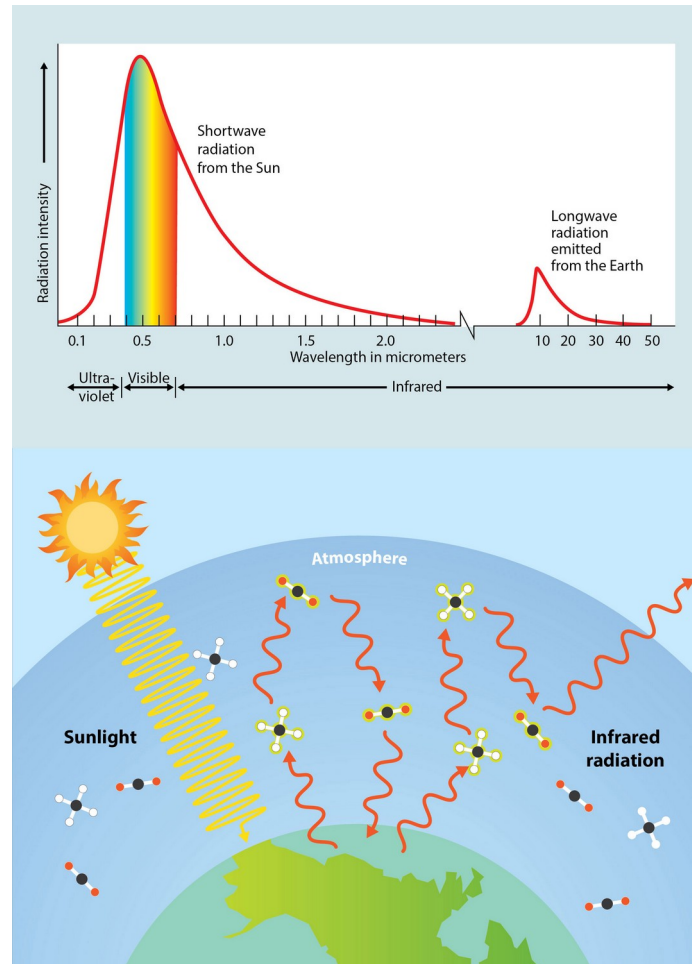 Radiation intensity
Shortwave
radiation
from the Sun
Longwave
radiation
emitted
from the Earth
0.1 0.5 1.0 1.5 2.0 10 20 30 40 50
Wavelength in micrometers
Ultra-
violet
Visible
Infrared
Atmosphere
Sunlight
Infrared
radiation